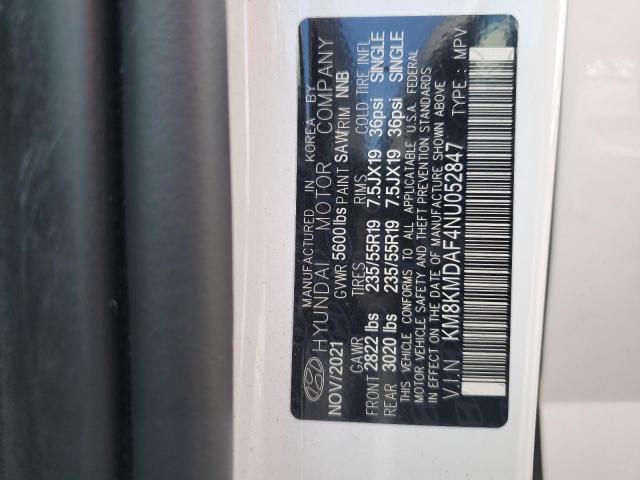 MANUFACTURED IN KOREA BY
HYUNDAI MOTOR COMPANY
NOV/2021 GVWR 5600lbs PAINT SAW TRIM NNB
GAWR TIRES RIMS COLD TIRE INFL
FRONT 2822 lbs 235/55R19 7.5JX19 36psi SINGLE
REAR 3020 lbs 235/55R19 7.5JX19 36psi SINGLE
THIS VEHICLE CONFORMS TO ALL APPLICATABLE U.S.A. FEDERAL
MOTOR VEHICLE SAFETY AND THEFT PREVENTION STANDARDS
IN EFFECT ON THE DATE OF MANUFACTURE SHOWN ABOVE
V.I.N KM8KMDAF4NU052847 TYPE : MPV